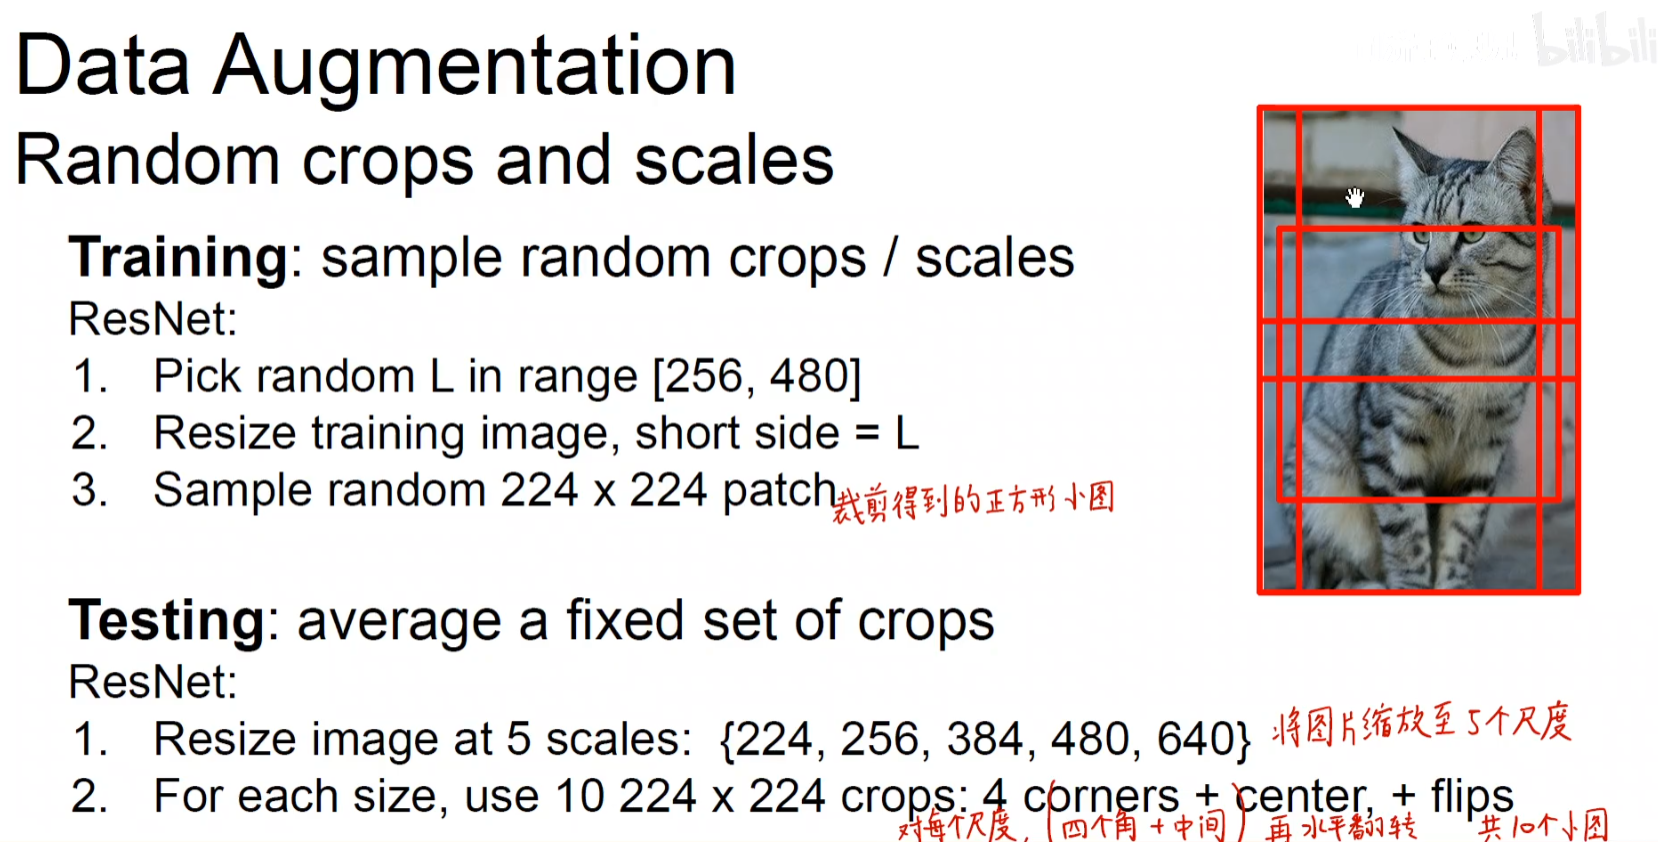 bilibili
Data Augmentation
Random crops and scales
Training: sample random crops / scales
ResNet:
1. Pick random L in range [256, 480]
2. Resize training image, short side = L
3. Sample random 224 x 224 patch
裁剪得到的正方形小图
Testing: average a fixed set of crops
ResNet:
1. Resize image at 5 scales: {224, 256, 384, 480, 640}
将图片缩放至5个尺度
2. For each size, use 10 224 x 224 crops: 4 corners + center, + flips
对每个尺度，(四个角+中间)再水平翻转 共10个小图